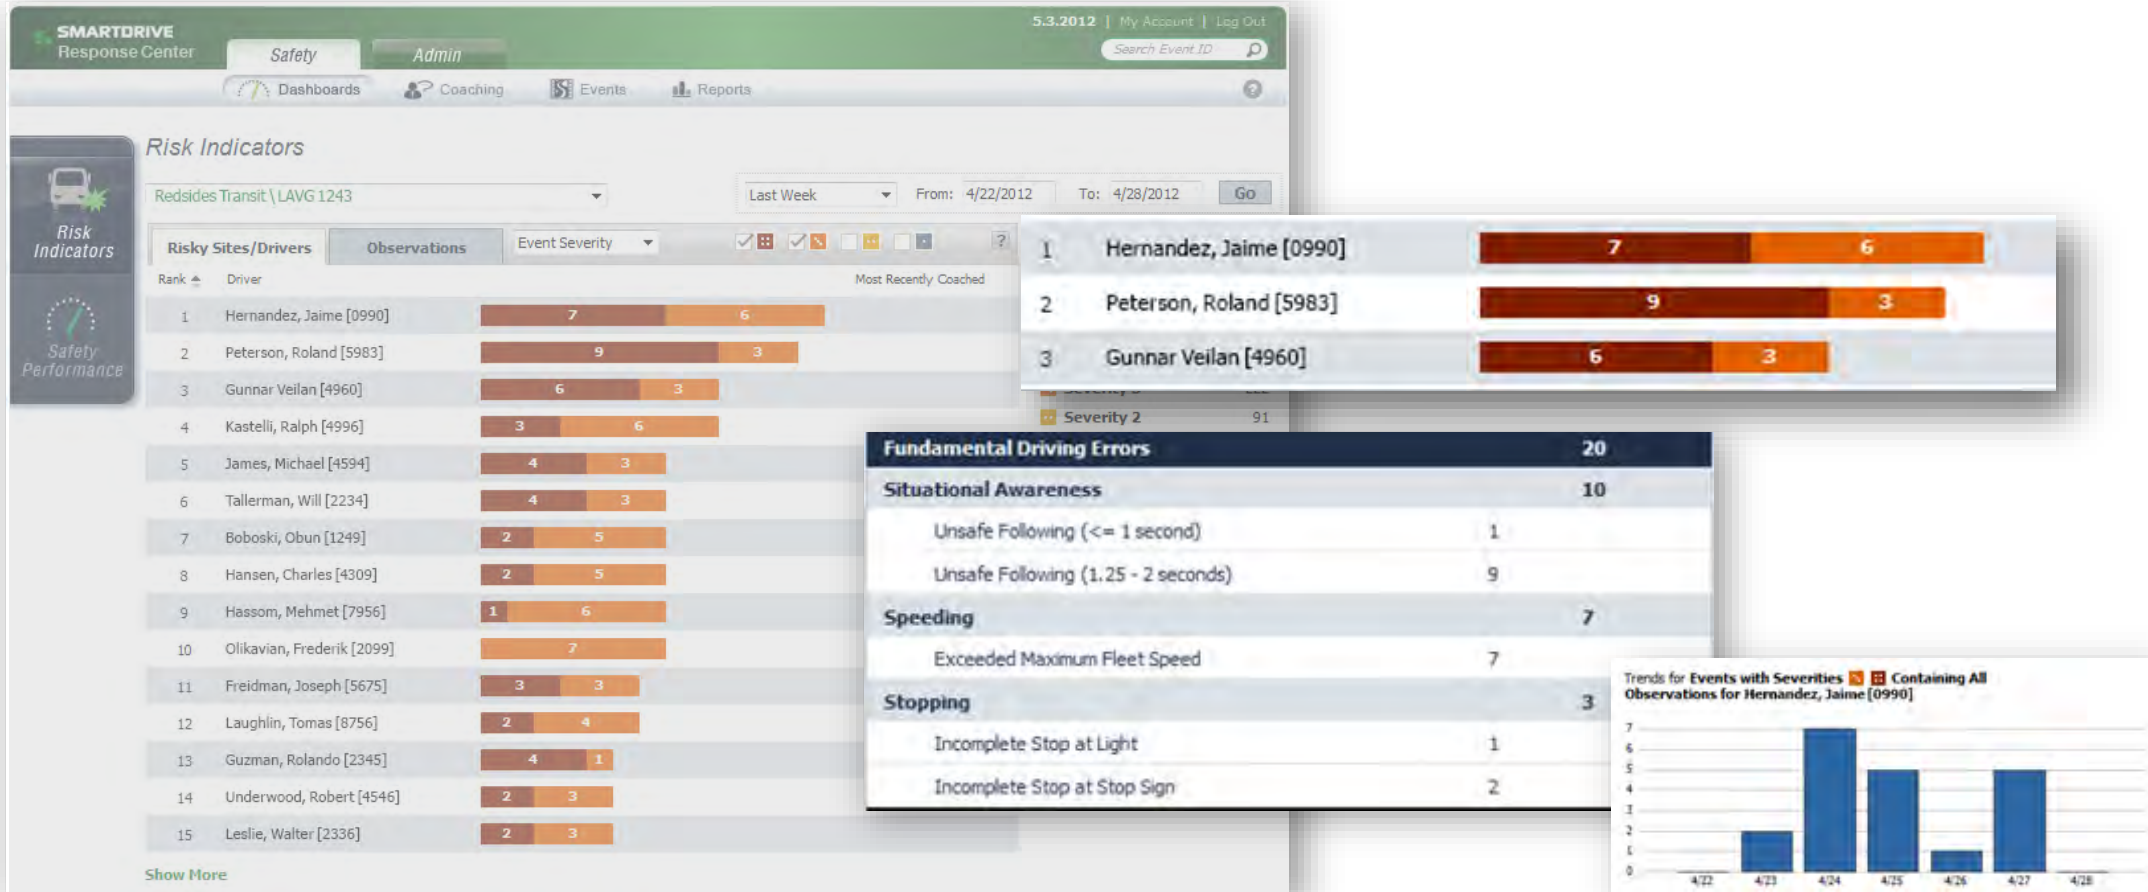 SMARTDRIVE
Response Center
Safety
Admin
5.3.2012 | My Account | Log Out
Search Event ID
Dashboards
Coaching
Events
Reports
?
Risk Indicators
Risk
Indicators
Safety
Performance
Redsides Transit \ LAVG 1243
Last Week
From: 4/22/2012
To: 4/28/2012
Go
Risky Sites/Drivers
Observations
Event Severity
?
Rank
Driver
Most Recently Coached
1 Hernandez, Jaime [0990] 7 6
2 Peterson, Roland [5983] 9 3
3 Gunnar Veilan [4960] 6 3
4 Kastelli, Ralph [4996] 3 6
5 James, Michael [4594] 4 3
6 Tallerman, Will [2234] 4 3
7 Boboski, Obun [1249] 2 5
8 Hansen, Charles [4309] 2 5
9 Hassom, Mehmet [7956] 1 6
10 Olikavian, Frederik [2099] 7
11 Freidman, Joseph [5675] 3 3
12 Laughlin, Tomas [8756] 2 4
13 Guzman, Rolando [2345] 4 1
14 Underwood, Robert [4546] 2 3
15 Leslie, Walter [2336] 2 3
Show More
1 Hernandez, Jaime [0990] 7 6
2 Peterson, Roland [5983] 9 3
3 Gunnar Veilan [4960] 6 3
Severity 2 91
Fundamental Driving Errors 20
Situational Awareness 10
Unsafe Following (<= 1 second) 1
Unsafe Following (1.25 - 2 seconds) 9
Speeding 7
Exceeded Maximum Fleet Speed 7
Stopping 3
Incomplete Stop at Light 1
Incomplete Stop at Stop Sign 2
Trends for Events with Severities Containing All
Observations for Hernandez, Jaime [0990]
7
6
5
4
3
2
1
0
4/22 4/23 4/24 4/25 4/26 4/27 4/28